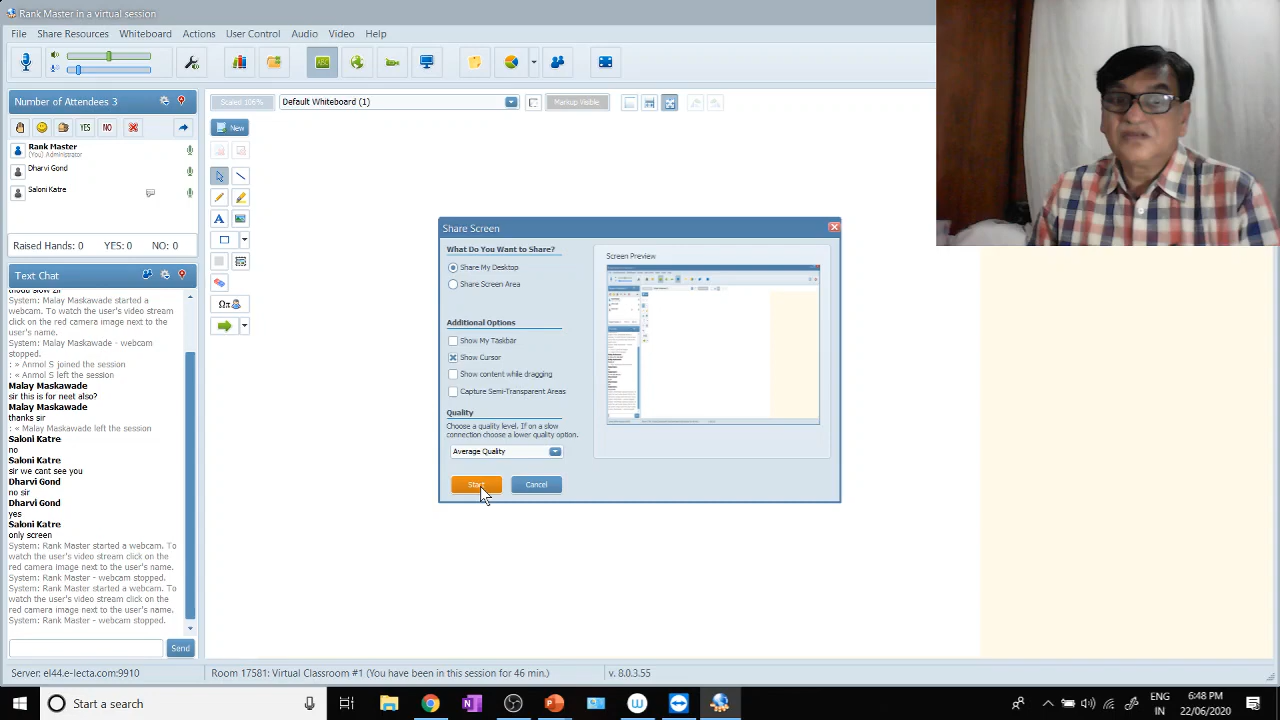 Rank Master in a virtual session
File Share Resources Whiteboard Actions User Control Audio Video Help
Number of Attendees 3
YES NO
Rank Master
(You) Administrator
Dharvi Gond
Saloni Katre
Raised Hands: 0 YES: 0 NO: 0
Text Chat
System: Malay Maskawade started a
webcam. To watch the user's video stream
click on the red camera image next to the
user's name.
System: Malay Maskawade - webcam
stopped.
: « Anmol S left the session
: « Anmol S left the session
Malay Maskawade
sir this is for neet also?
Malay Maskawade
thanks sir
: « Malay Maskawade left the session
Saloni Katre
no
Saloni Katre
sir we cant see you
Dharvi Gond
no sir
Dharvi Gond
yes
Saloni Katre
only screen
System: Rank Master started a webcam. To
watch the user's video stream click on the
red camera image next to the user's name.
System: Rank Master - webcam stopped.
System: Rank Master started a webcam. To
watch the user's video stream click on the
red camera image next to the user's name.
System: Rank Master - webcam stopped.
Send
Scaled 106% Default Whiteboard (1) Markup Visible
New
Share Screen
What Do You Want to Share?
Share My Desktop
Share Screen Area
Additional Options
Show My Taskbar
Show Cursor
Show content while dragging
Capture Semi-Transparent Areas
Quality
Choose a quality level. If on a slow
connection choose a lower quality option.
Average Quality
Start Cancel
Screen Preview
Server: el44.e-lecta.com:9910 Room 17581: Virtual Classroom #1 (You have been in this session for 46 min.) v. 8.0.3.55
Start a search
ENG
IN
6:48 PM
22/06/2020